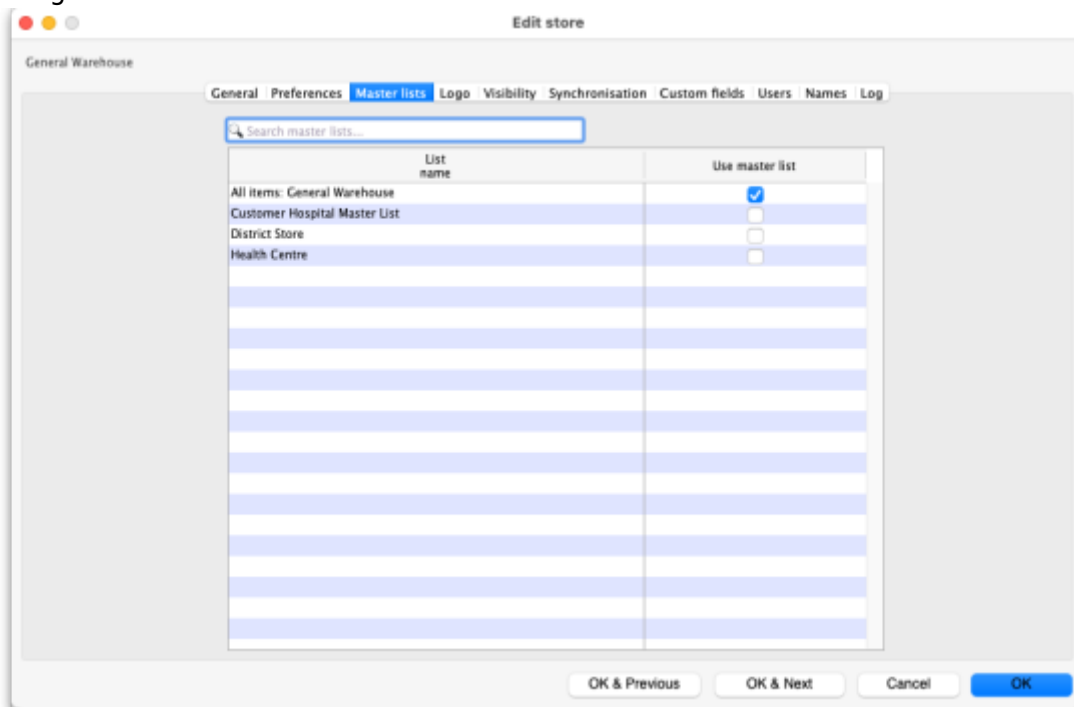 Edit store
General Warehouse
General Preferences Master lists Logo Visibility Synchronisation Custom fields Users Names Log
Search master lists...
List name
Use master list
All items: General Warehouse
Customer Hospital Master List
District Store
Health Centre
OK & Previous OK & Next Cancel OK